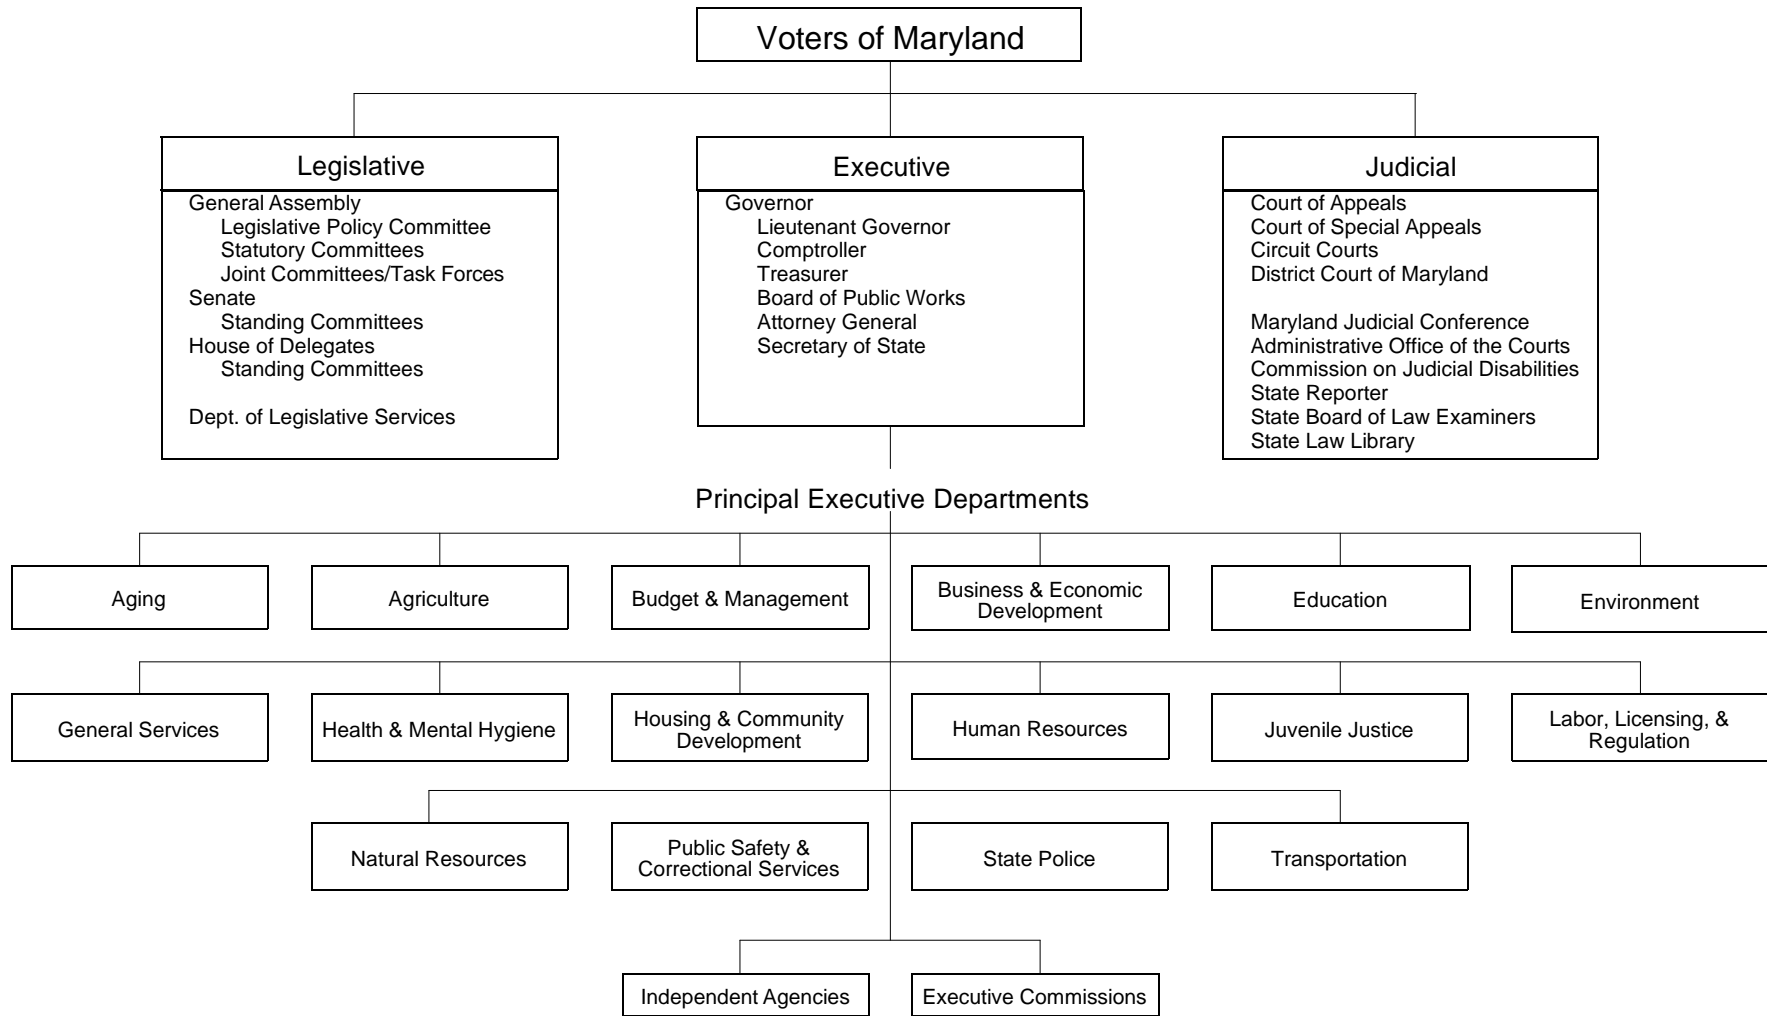 Voters of Maryland
Legislative
General Assembly
Legislative Policy Committee
Statutory Committees
Joint Committees/Task Forces
Senate
Standing Committees
House of Delegates
Standing Committees
Dept. of Legislative Services
Executive
Governor
Lieutenant Governor
Comptroller
Treasurer
Board of Public Works
Attorney General
Secretary of State
Judicial
Court of Appeals
Court of Special Appeals
Circuit Courts
District Court of Maryland
Maryland Judicial Conference
Administrative Office of the Courts
Commission on Judicial Disabilities
State Reporter
State Board of Law Examiners
State Law Library
Principal Executive Departments
Aging
Agriculture
Budget & Management
Business & Economic
Development
Education
Environment
General Services
Health & Mental Hygiene
Housing & Community
Development
Human Resources
Juvenile Justice
Labor, Licensing, &
Regulation
Natural Resources
Public Safety &
Correctional Services
State Police
Transportation
Independent Agencies
Executive Commissions